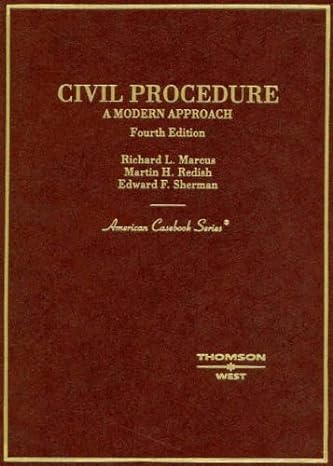 CIVIL PROCEDURE
A MODERN APPROACH
Fourth Edition
Richard L. Marcus
Martin H. Redish
Edward F. Sherman
American Casebook Series®
THOMSON
WEST